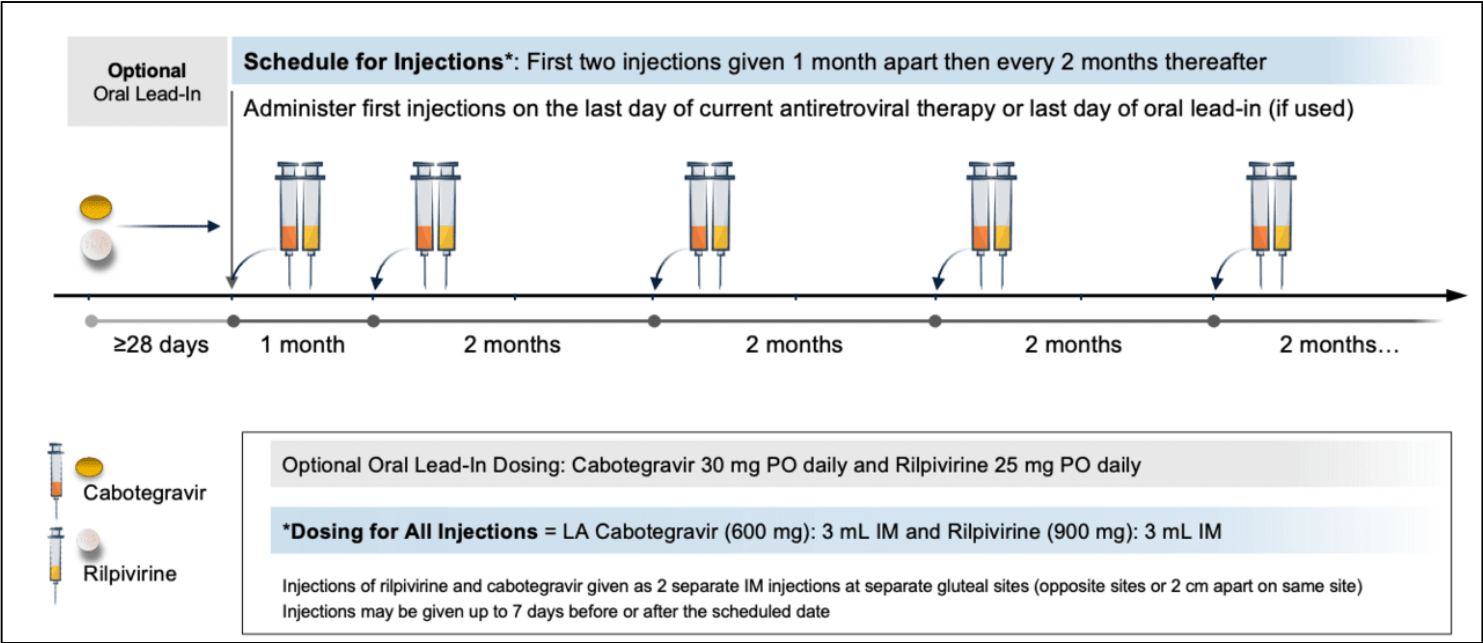 Optional
Oral Lead-In
Schedule for Injections*: First two injections given 1 month apart then every 2 months thereafter
Administer first injections on the last day of current antiretroviral therapy or last day of oral lead-in (if used)
≥28 days
1 month
2 months
2 months
2 months
2 months…
Cabotegravir
Rilpivirine
Optional Oral Lead-In Dosing: Cabotegravir 30 mg PO daily and Rilpivirine 25 mg PO daily
*Dosing for All Injections = LA Cabotegravir (600 mg): 3 mL IM and Rilpivirine (900 mg): 3 mL IM
Injections of rilpivirine and cabotegravir given as 2 separate IM injections at separate gluteal sites (opposite sites or 2 cm apart on same site)
Injections may be given up to 7 days before or after the scheduled date